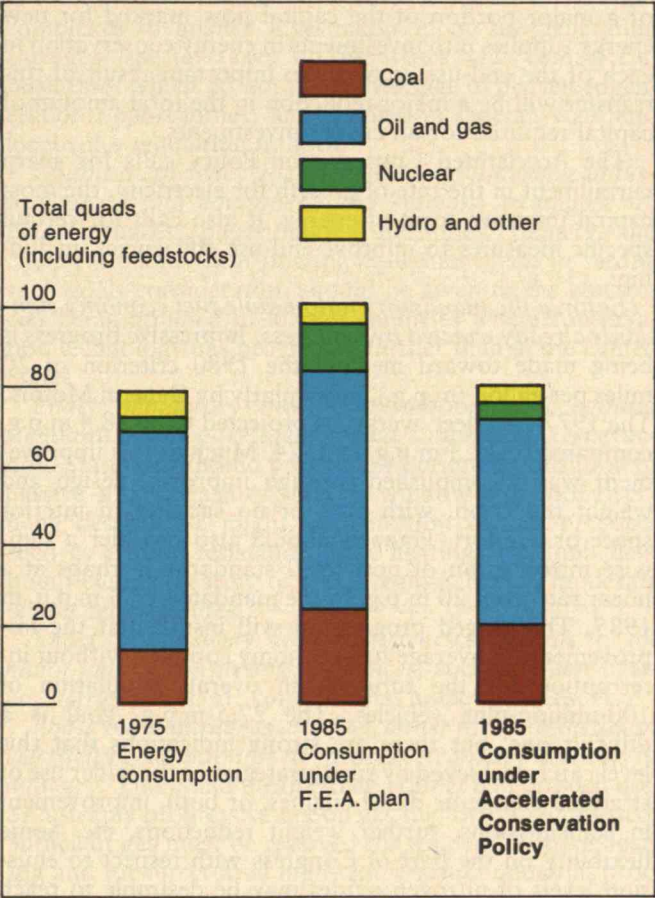 Coal
Oil and gas
Nuclear
Hydro and other
Total quads
of energy
(including feedstocks)
100
80
60
40
20
0
1975
Energy
consumption
1985
Consumption
under
F.E.A. plan
1985
Consumption
under
Accelerated
Conservation
Policy